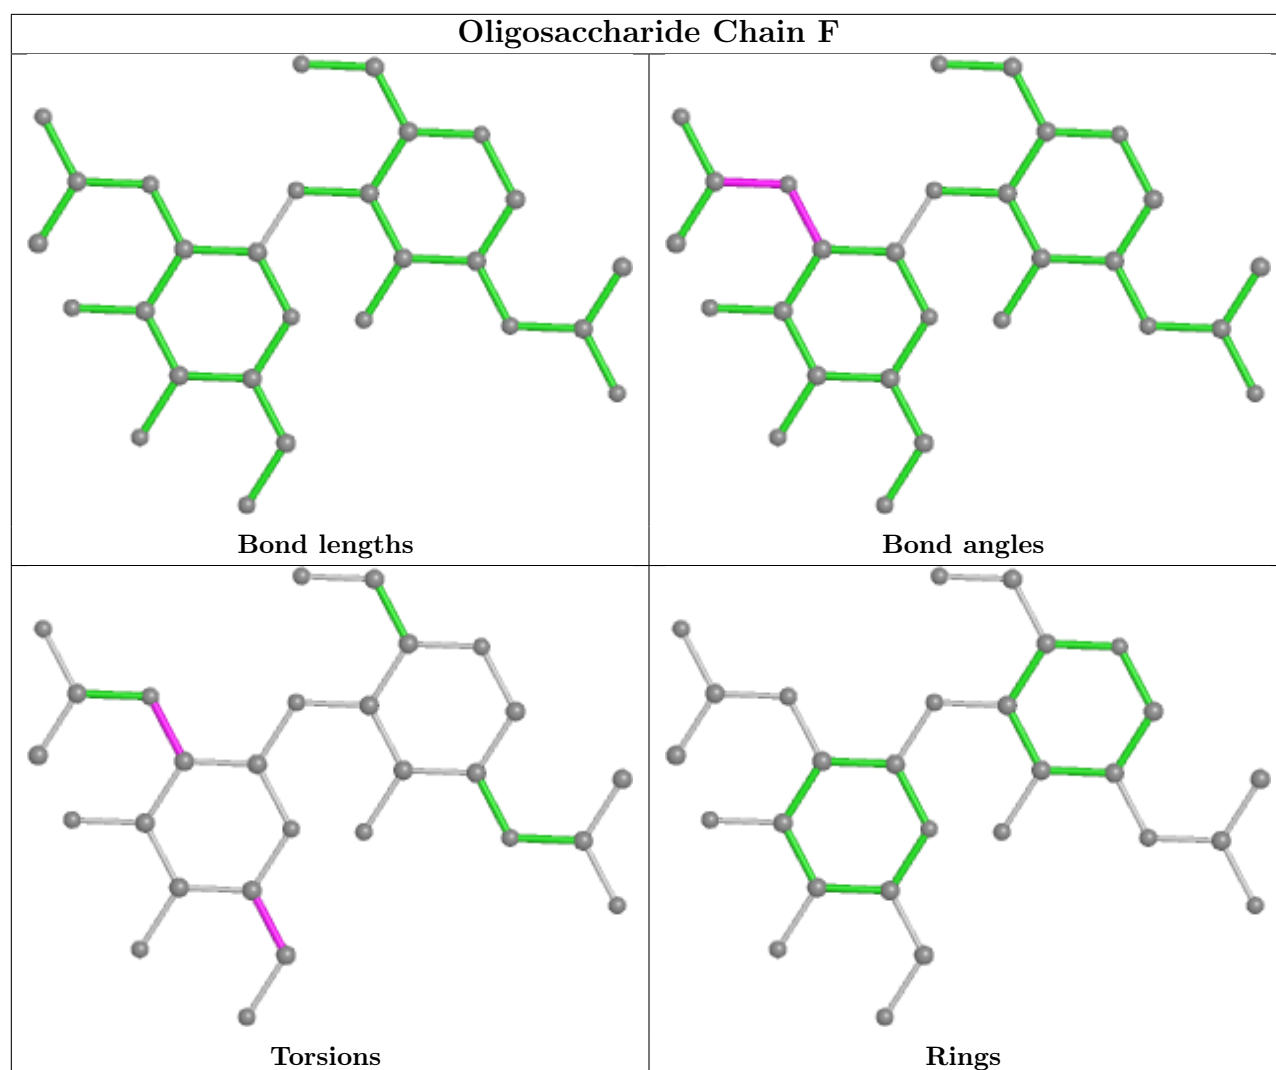 Oligosaccharide Chain F
Bond lengths
Bond angles
Torsions
Rings